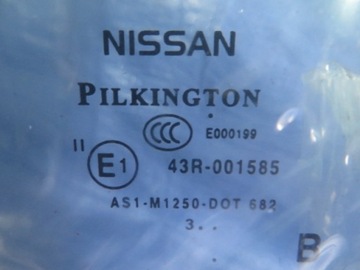 NISSAN
PILKINGTON
CCC E000199
II E1 43R-001585
AS1-M1250-DOT 682
3..
B